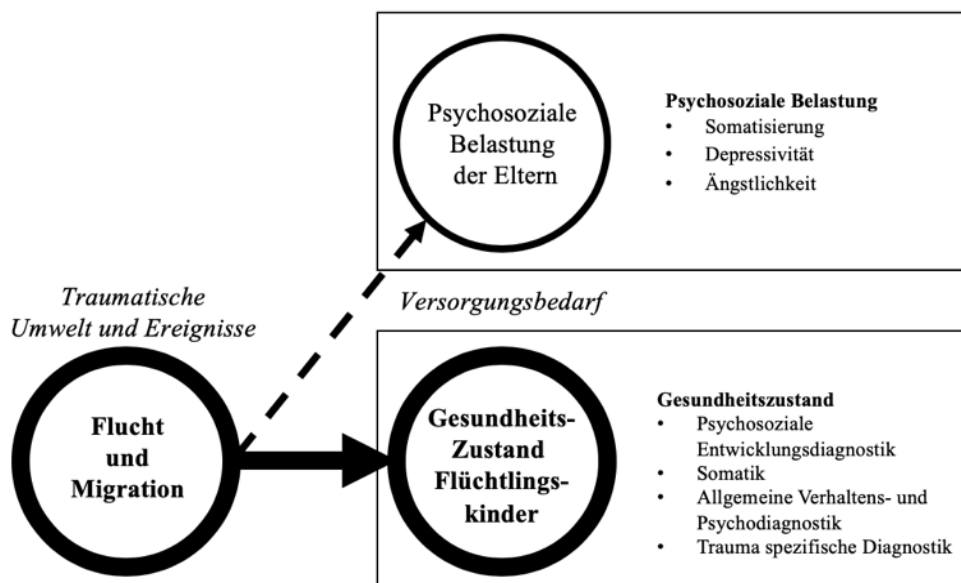 Psychosoziale
Belastung
der Eltern
Psychosoziale Belastung
• Somatisierung
• Depressivität
• Ängstlichkeit
Traumatische
Umwelt und Ereignisse
Versorgungsbedarf
Flucht
und
Migration
Gesundheits-
Zustand
Flüchtlings-
kinder
Gesundheitszustand
• Psychosoziale
Entwicklungsdiagnostik
• Somatik
• Allgemeine Verhaltens- und
Psychodiagnostik
• Trauma spezifische Diagnostik